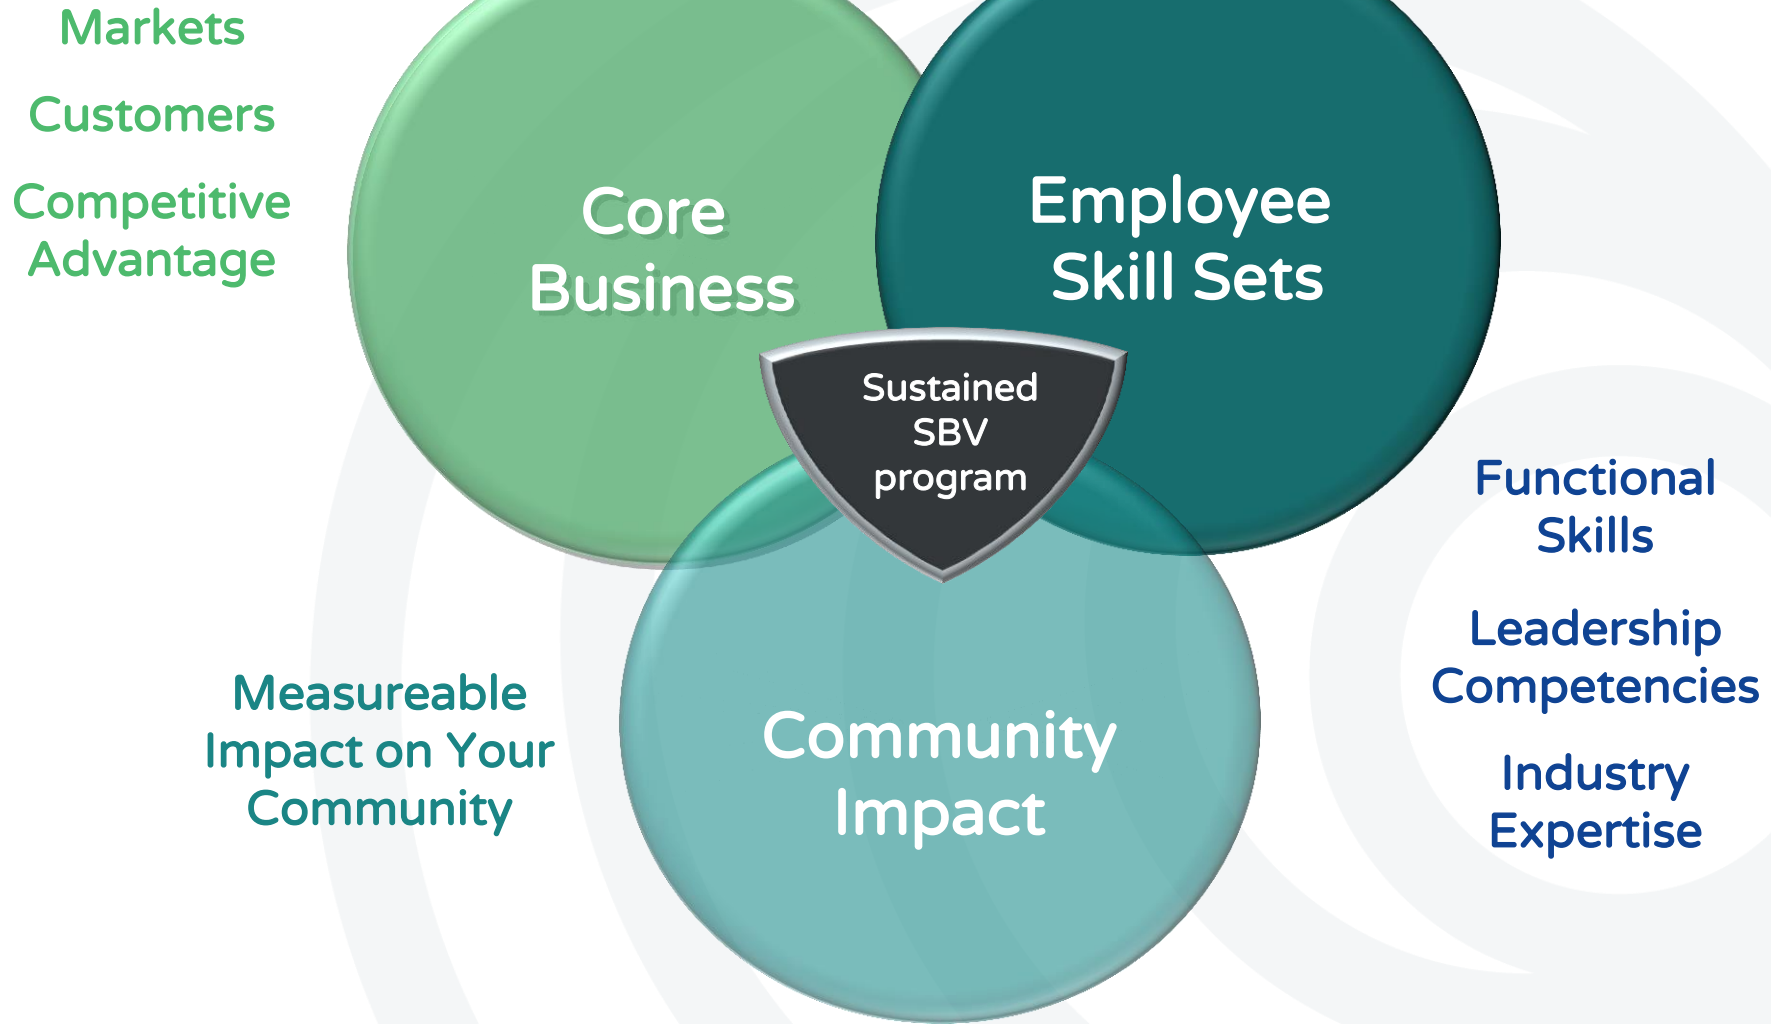 Markets
Customers
Competitive
Advantage
Core
Business
Employee
Skill Sets
Sustained
SBV
program
Functional
Skills
Leadership
Competencies
Industry
Expertise
Measureable
Impact on Your
Community
Community
Impact